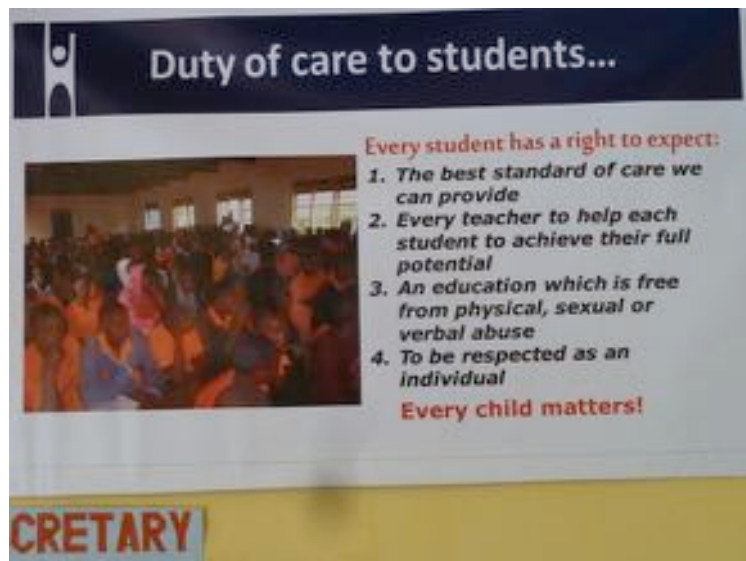 Duty of care to students...
Every student has a right to expect:
1. The best standard of care we
can provide
2. Every teacher to help each
student to achieve their full
potential
3. An education which is free
from physical, sexual or
verbal abuse
4. To be respected as an
individual
Every child matters!
CRETARY